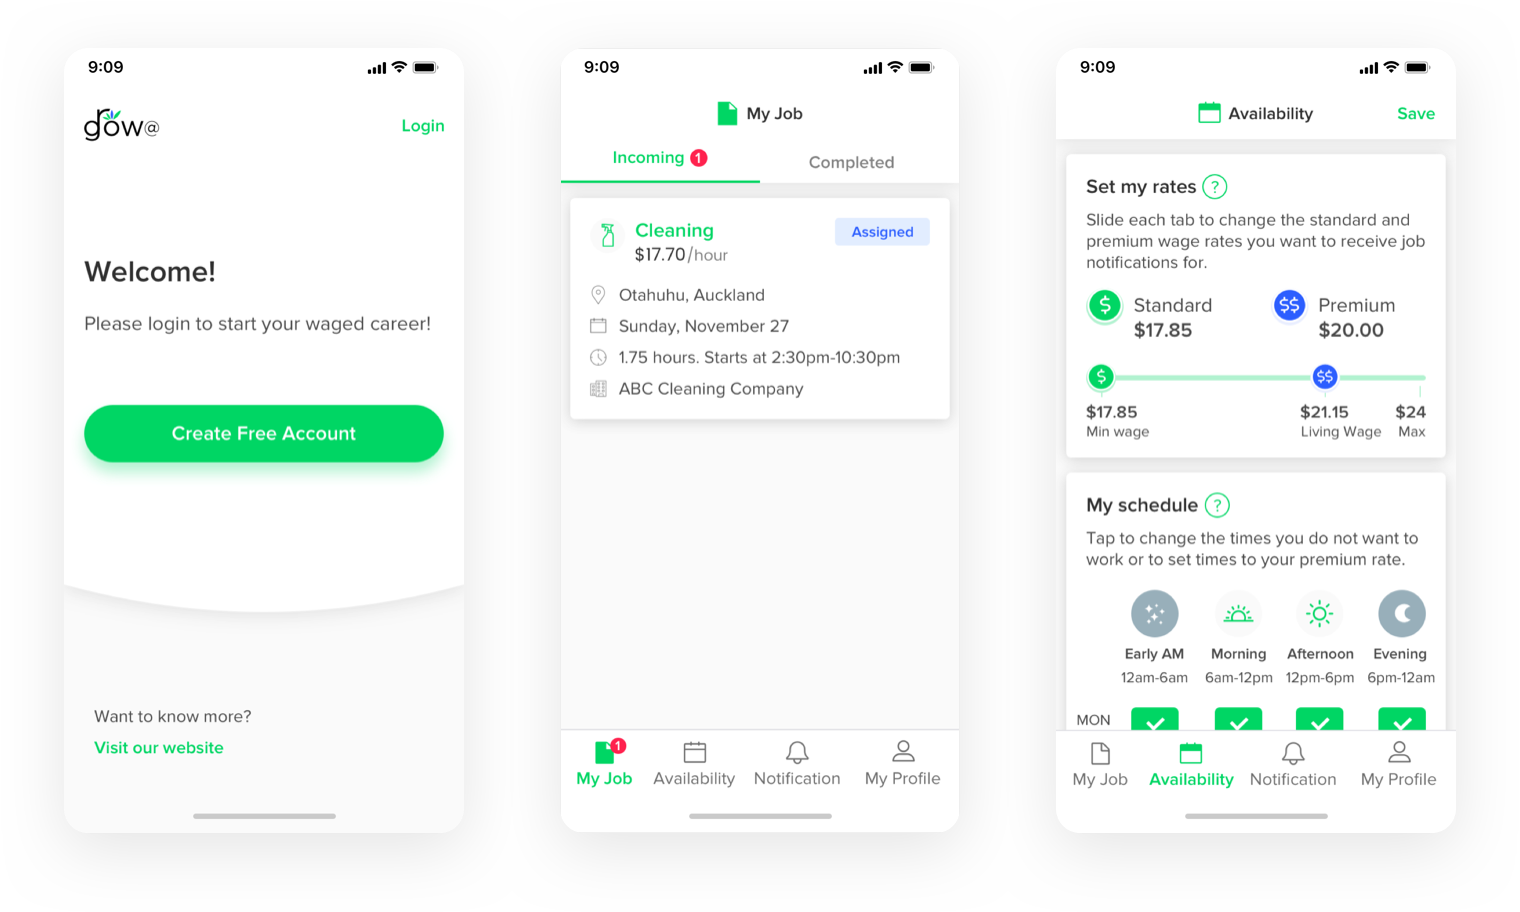 9:09
grow@
Login
Welcome!
Please login to start your waged career!
Create Free Account
Want to know more?
Visit our website
9:09
My Job
Incoming 1
Completed
Cleaning
Assigned
$17.70/hour
Otahuhu, Auckland
Sunday, November 27
1.75 hours. Starts at 2:30pm-10:30pm
ABC Cleaning Company
1
My Job Availability Notification My Profile
9:09
Availability
Save
Set my rates ?
Slide each tab to change the standard and
premium wage rates you want to receive job
notifications for.
$ Standard $$ Premium
$17.85 $20.00
$ $$
$17.85 $21.15 $24
Min wage Living Wage Max
My schedule ?
Tap to change the times you do not want to
work or to set times to your premium rate.
Early AM Morning Afternoon Evening
12am-6am 6am-12pm 12pm-6pm 6pm-12am
MON
My Job Availability Notification My Profile